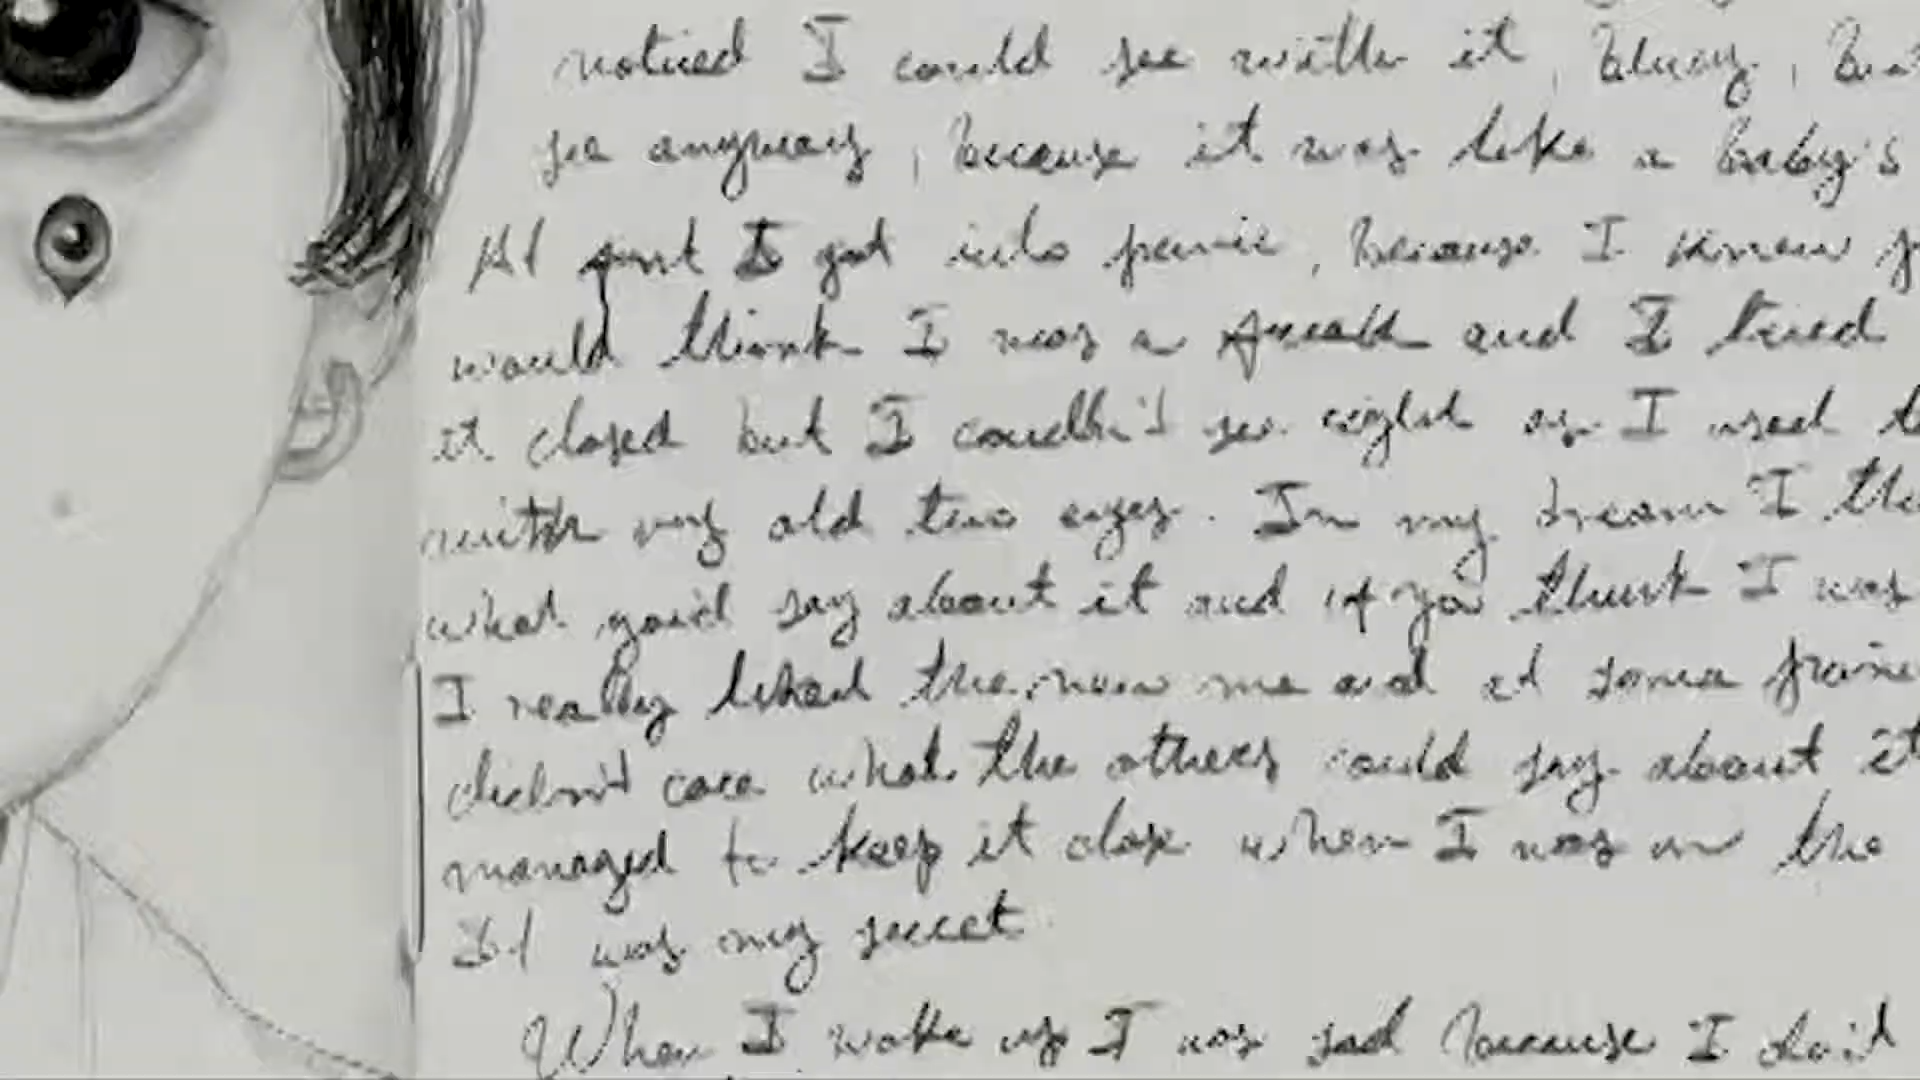 noticed I could see with it, blurry, but
se anyway, because it was like a baby's
At first I got into panic, because I knew
would think I was a freak and I tried
it closed but I couldn't see right as I used to
with my old two eyes. In my dream I
what you'd say about it and if you think I was
I really liked the new me and at some
didn't care what the others could say about it
managed to keep it close when I was in the
It was my secret
When I woke up I was sad because I don't